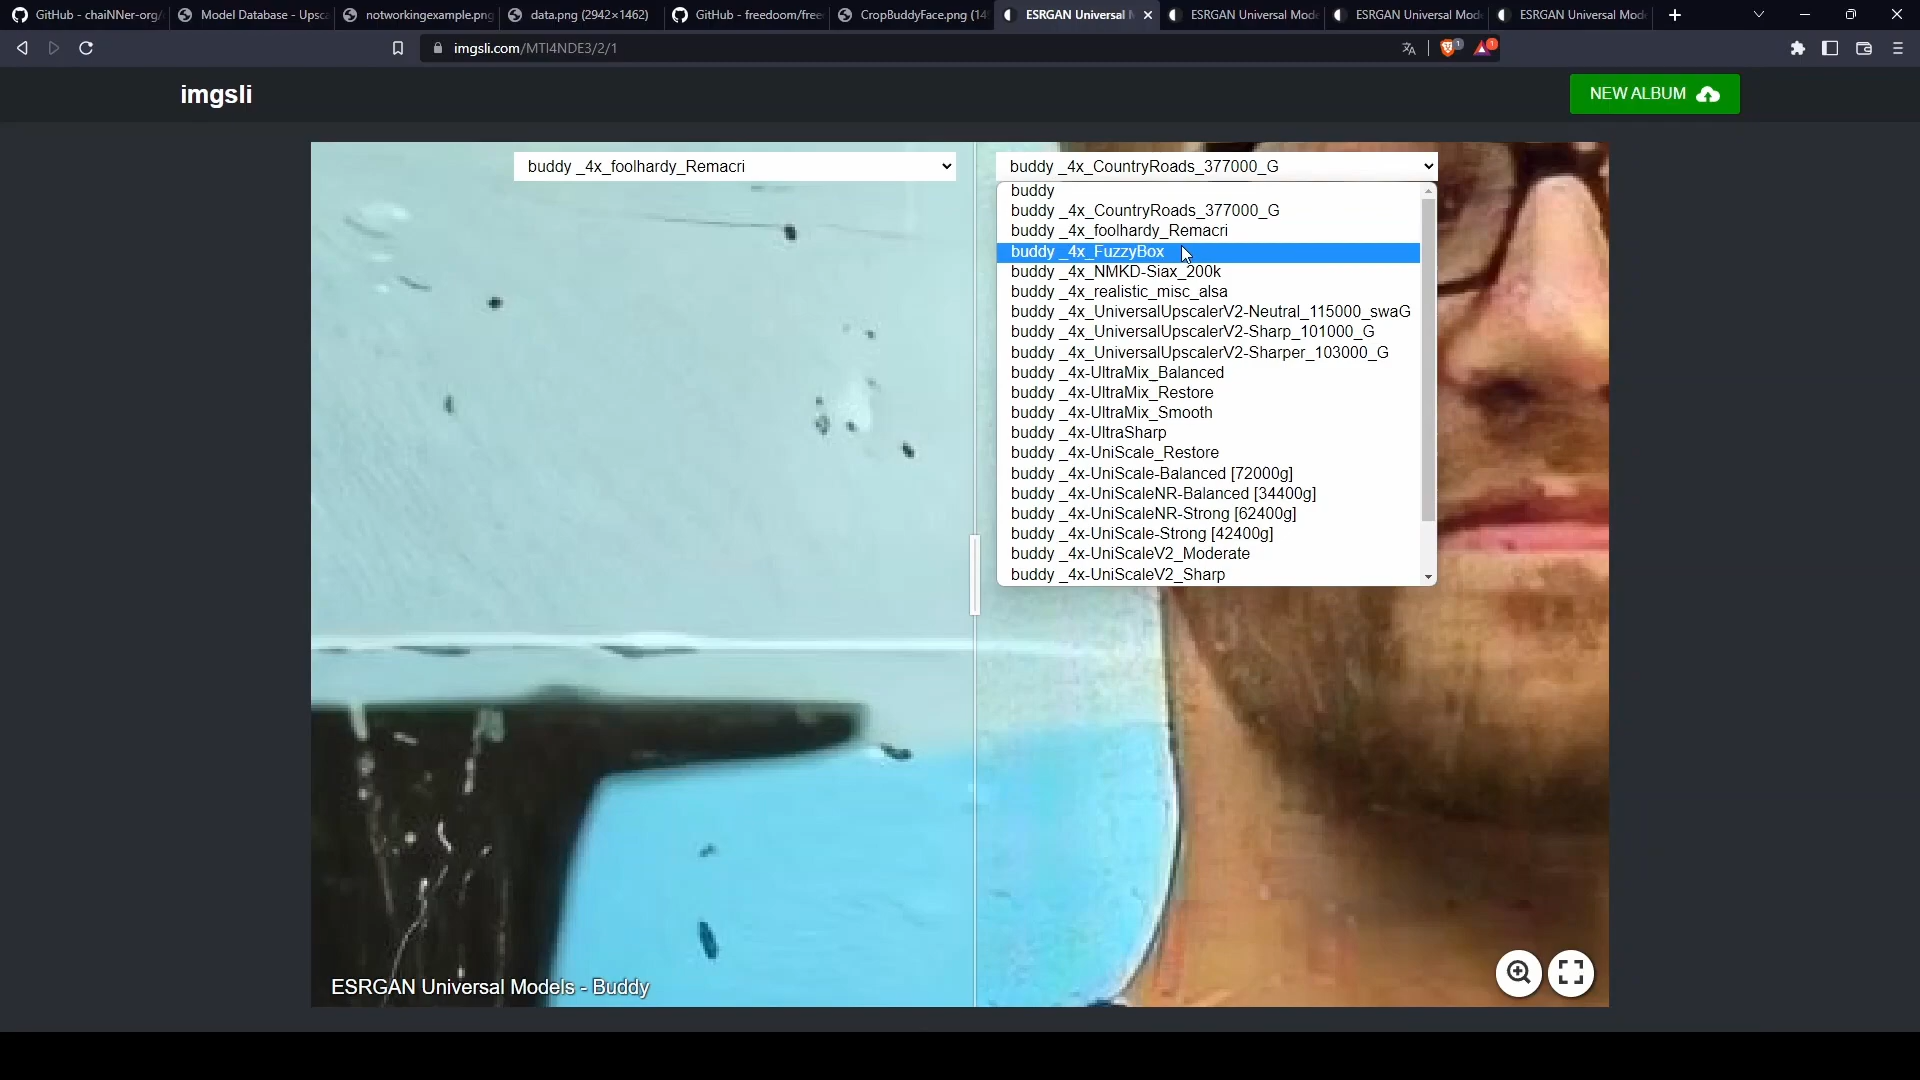 GitHub - chaiNNer-org/
Model Database - Upsc
notworkingexample.png
data.png (2942×1462)
GitHub - freedoom/free
CropBuddyFace.png (14
ESRGAN Universal M
ESRGAN Universal Mode
ESRGAN Universal Mode
ESRGAN Universal Mode
imgsli.com/MTI4NDE3/2/1
1
1
imgsli
NEW ALBUM
buddy _4x_foolhardy_Remacri
buddy _4x_CountryRoads_377000_G
buddy
buddy _4x_CountryRoads_377000_G
buddy _4x_foolhardy_Remacri
buddy _4x_FuzzyBox
buddy _4x_NMKD-Siax_200k
buddy _4x_realistic_misc_alsa
buddy _4x_UniversalUpscalerV2-Neutral_115000_swaG
buddy _4x_UniversalUpscalerV2-Sharp_101000_G
buddy _4x_UniversalUpscalerV2-Sharper_103000_G
buddy _4x-UltraMix_Balanced
buddy _4x-UltraMix_Restore
buddy _4x-UltraMix_Smooth
buddy _4x-UltraSharp
buddy _4x-UniScale_Restore
buddy _4x-UniScale-Balanced [72000g]
buddy _4x-UniScaleNR-Balanced [34400g]
buddy _4x-UniScaleNR-Strong [62400g]
buddy _4x-UniScale-Strong [42400g]
buddy _4x-UniScaleV2_Moderate
buddy _4x-UniScaleV2_Sharp
ESRGAN Universal Models - Buddy